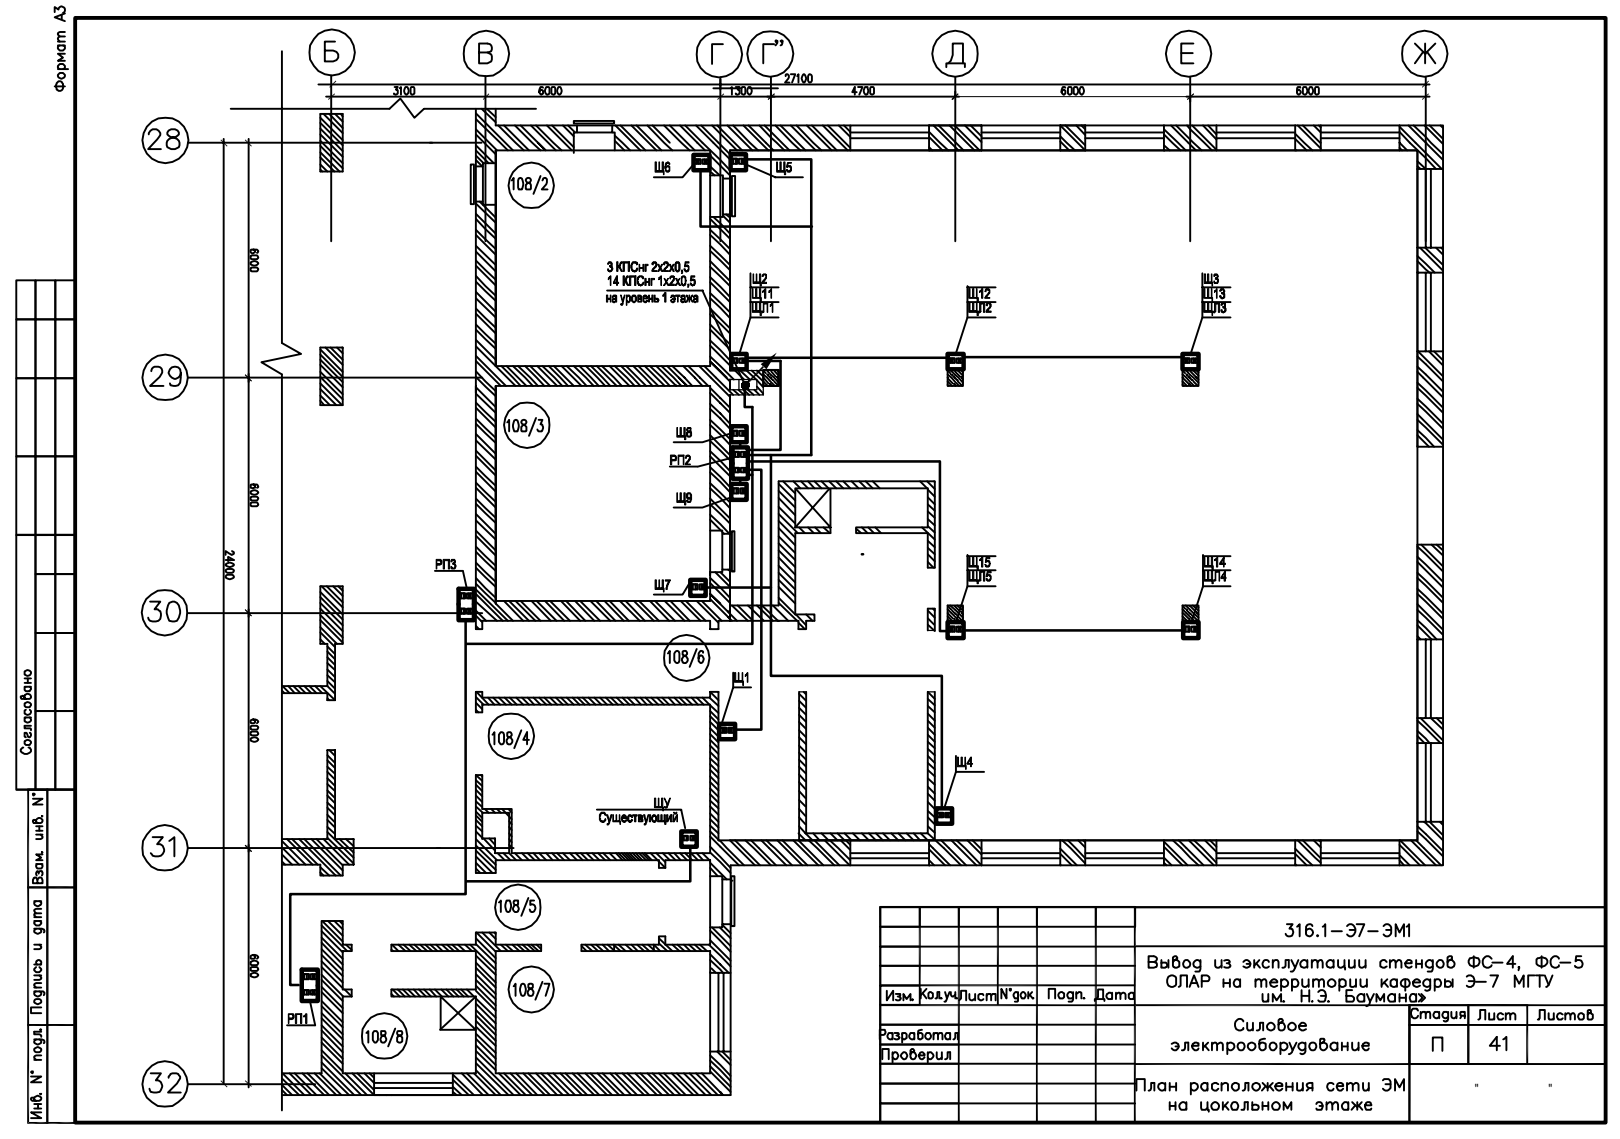 Формат А3
Б
В
Г
Г”
Д
Е
Ж
27100
3100
6000
1300
4700
6000
6000
28
29
30
31
32
6000
6000
6000
6000
24000
108/2
Щ6
Щ5
3 КПСнг 2х2х0,5
14 КПСнг 1х2х0,5
на уровень 1 этажа
Щ2
Щ11
ЩЛ1
Щ12
ЩЛ2
Щ3
Щ13
ЩЛ3
108/3
Щ8
РП2
Щ9
Щ7
РП3
Щ15
ЩЛ5
Щ14
ЩЛ4
108/6
Щ1
108/4
ЩУ
Существующий
Щ4
108/5
108/7
108/8
РП1
Согласовано
Взам. инв. N°
Подпись и дата
Инв. N° подл.
316.1-Э7-ЭМ1
Вывод из эксплуатации стендов ФС-4, ФС-5
ОЛАР на территории кафедры Э-7 МГТУ
им. Н.Э. Баумана»
Изм. Кол.уч Лист N°док Подп. Дата
Разработал
Проверил
Силовое
электрооборудование
Стадия Лист Листов
П 41
План расположения сети ЭМ
на цокольном этаже